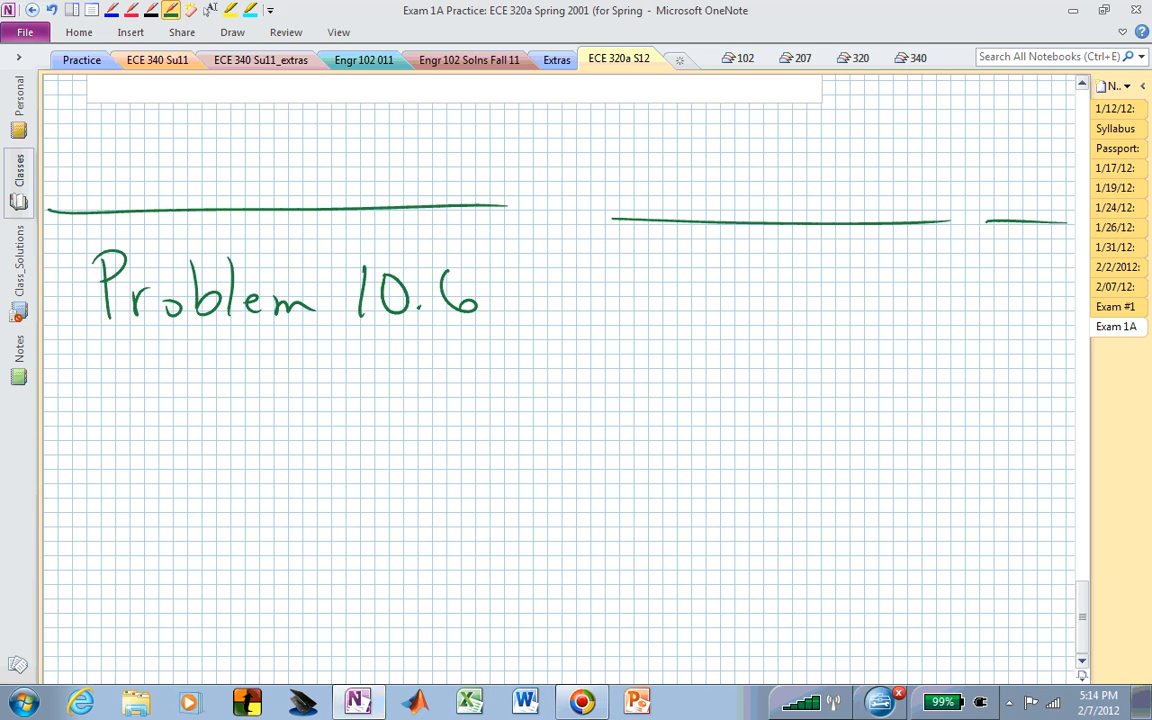 Exam 1A Practice: ECE 320a Spring 2001 (for Spring - Microsoft OneNote
File Home Insert Share Draw Review View
Practice ECE 340 Su11 ECE 340 Su11_extras Engr 102 011 Engr 102 Solns Fall 11 Extras ECE 320a S12 102 207 320 340 Search All Notebooks (Ctrl+E)
N..
Personal
Classes
Class_Solutions
Notes
1/12/12:
Syllabus
Passport:
1/17/12:
1/19/12:
1/24/12:
1/26/12:
1/31/12:
2/2/2012:
2/07/12:
Exam #1
Exam 1A
Problem 10.6
99%
5:14 PM
2/7/2012